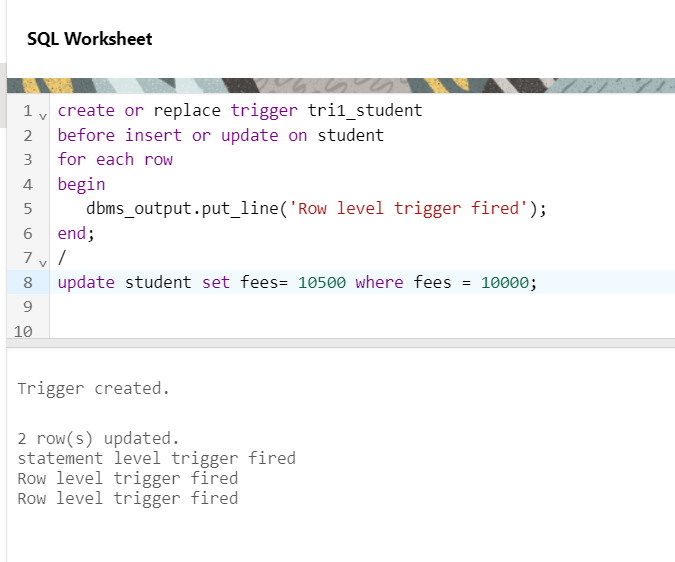 SQL Worksheet
1 create or replace trigger tri1_student
2 before insert or update on student
3 for each row
4 begin
5 dbms_output.put_line('Row level trigger fired');
6 end;
7 /
8 update student set fees= 10500 where fees = 10000;
9
10
Trigger created.
2 row(s) updated.
statement level trigger fired
Row level trigger fired
Row level trigger fired